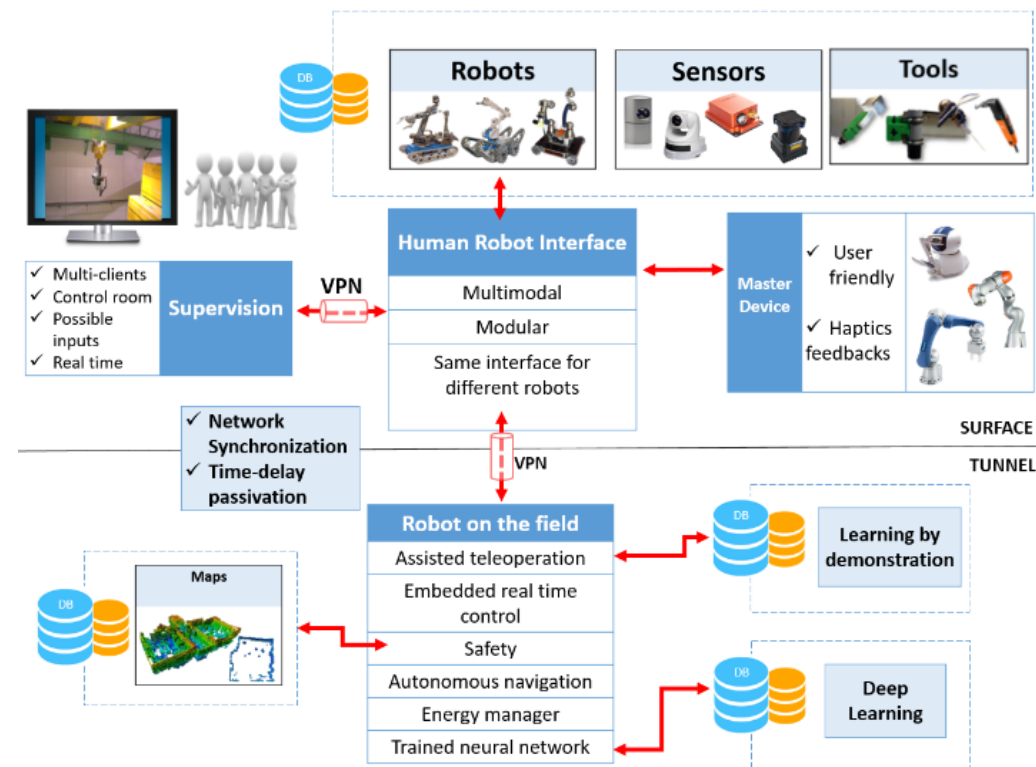 DB
Robots
Sensors
Tools
Human Robot Interface
Multimodal
Modular
Same interface for
different robots
✓ Multi-clients
✓ Control room
✓ Possible
inputs
✓ Real time
Supervision
VPN
Master
Device
✓ User
friendly
✓ Haptics
feedbacks
✓ Network
Synchronization
✓ Time-delay
passivation
VPN
SURFACE
TUNNEL
Robot on the field
Assisted teleoperation
Embedded real time
control
Safety
Autonomous navigation
Energy manager
Trained neural network
DB
Maps
DB
Learning by
demonstration
DB
Deep
Learning